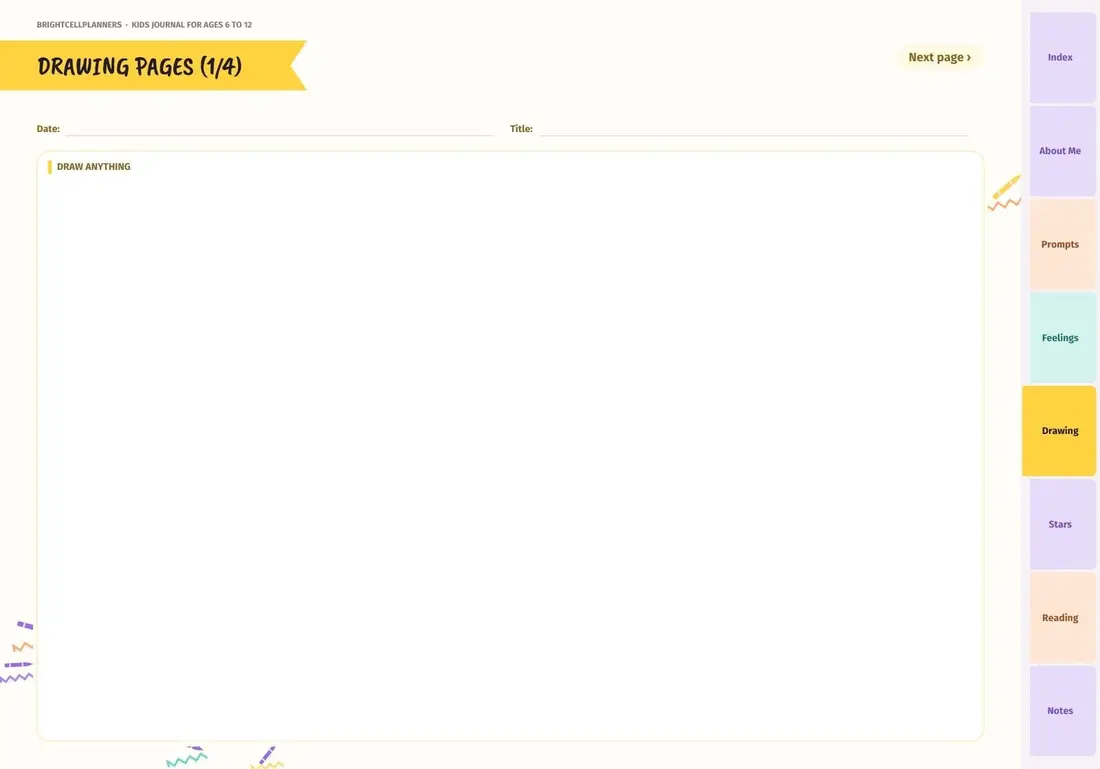 BRIGHTCELLPLANNERS · KIDS JOURNAL FOR AGES 6 TO 12
DRAWING PAGES (1/4)
Next page ›
Date:
Title:
DRAW ANYTHING
Index
About Me
Prompts
Feelings
Drawing
Stars
Reading
Notes